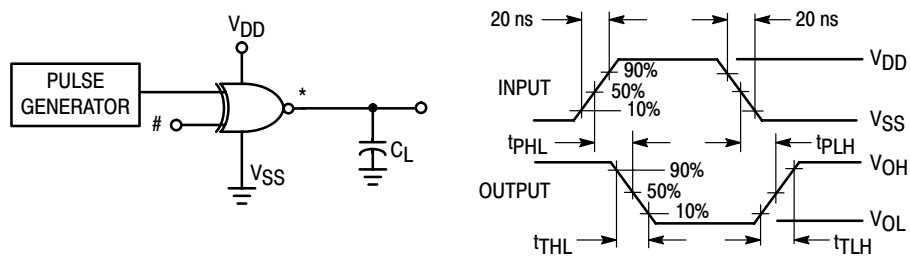 PULSE
GENERATOR
#
VDD
*
VSS
CL
20 ns
20 ns
INPUT
90%
50%
10%
VDD
VSS
tPHL
tPLH
OUTPUT
90%
50%
10%
VOH
VOL
tTHL
tTLH